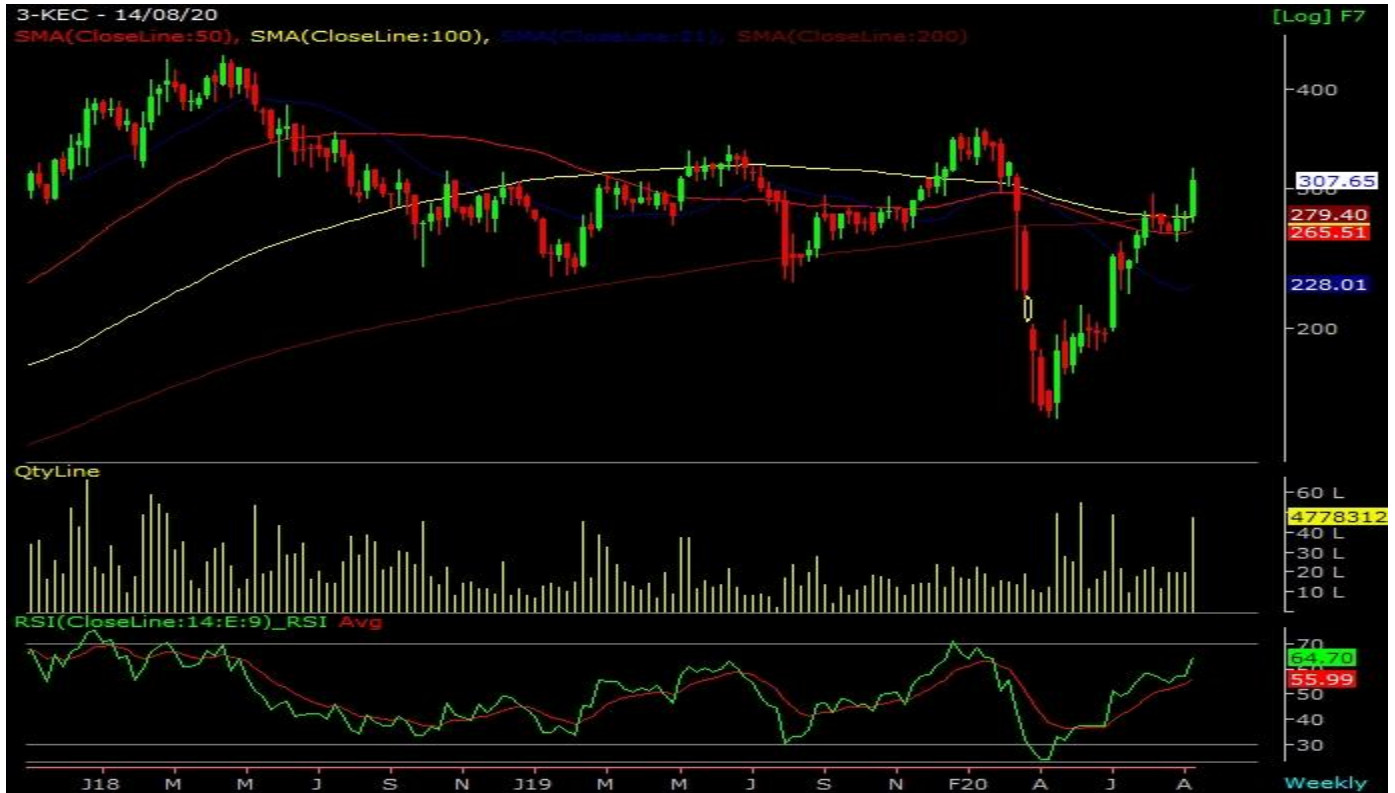 3-KEC - 14/08/20
[Log] F7
SMA(CloseLine:50), SMA(CloseLine:100), SMA(CloseLine:21), SMA(CloseLine:200)
400
307.65
300
279.40
265.51
228.01
200
QtyLine
60 L
4778312
40 L
30 L
20 L
10 L
RSI(CloseLine:14:E:9)_RSI Avg
70
64.70
60
55.99
50
40
30
J18 M M J S N J19 M M J S N F20 A J A
Weekly